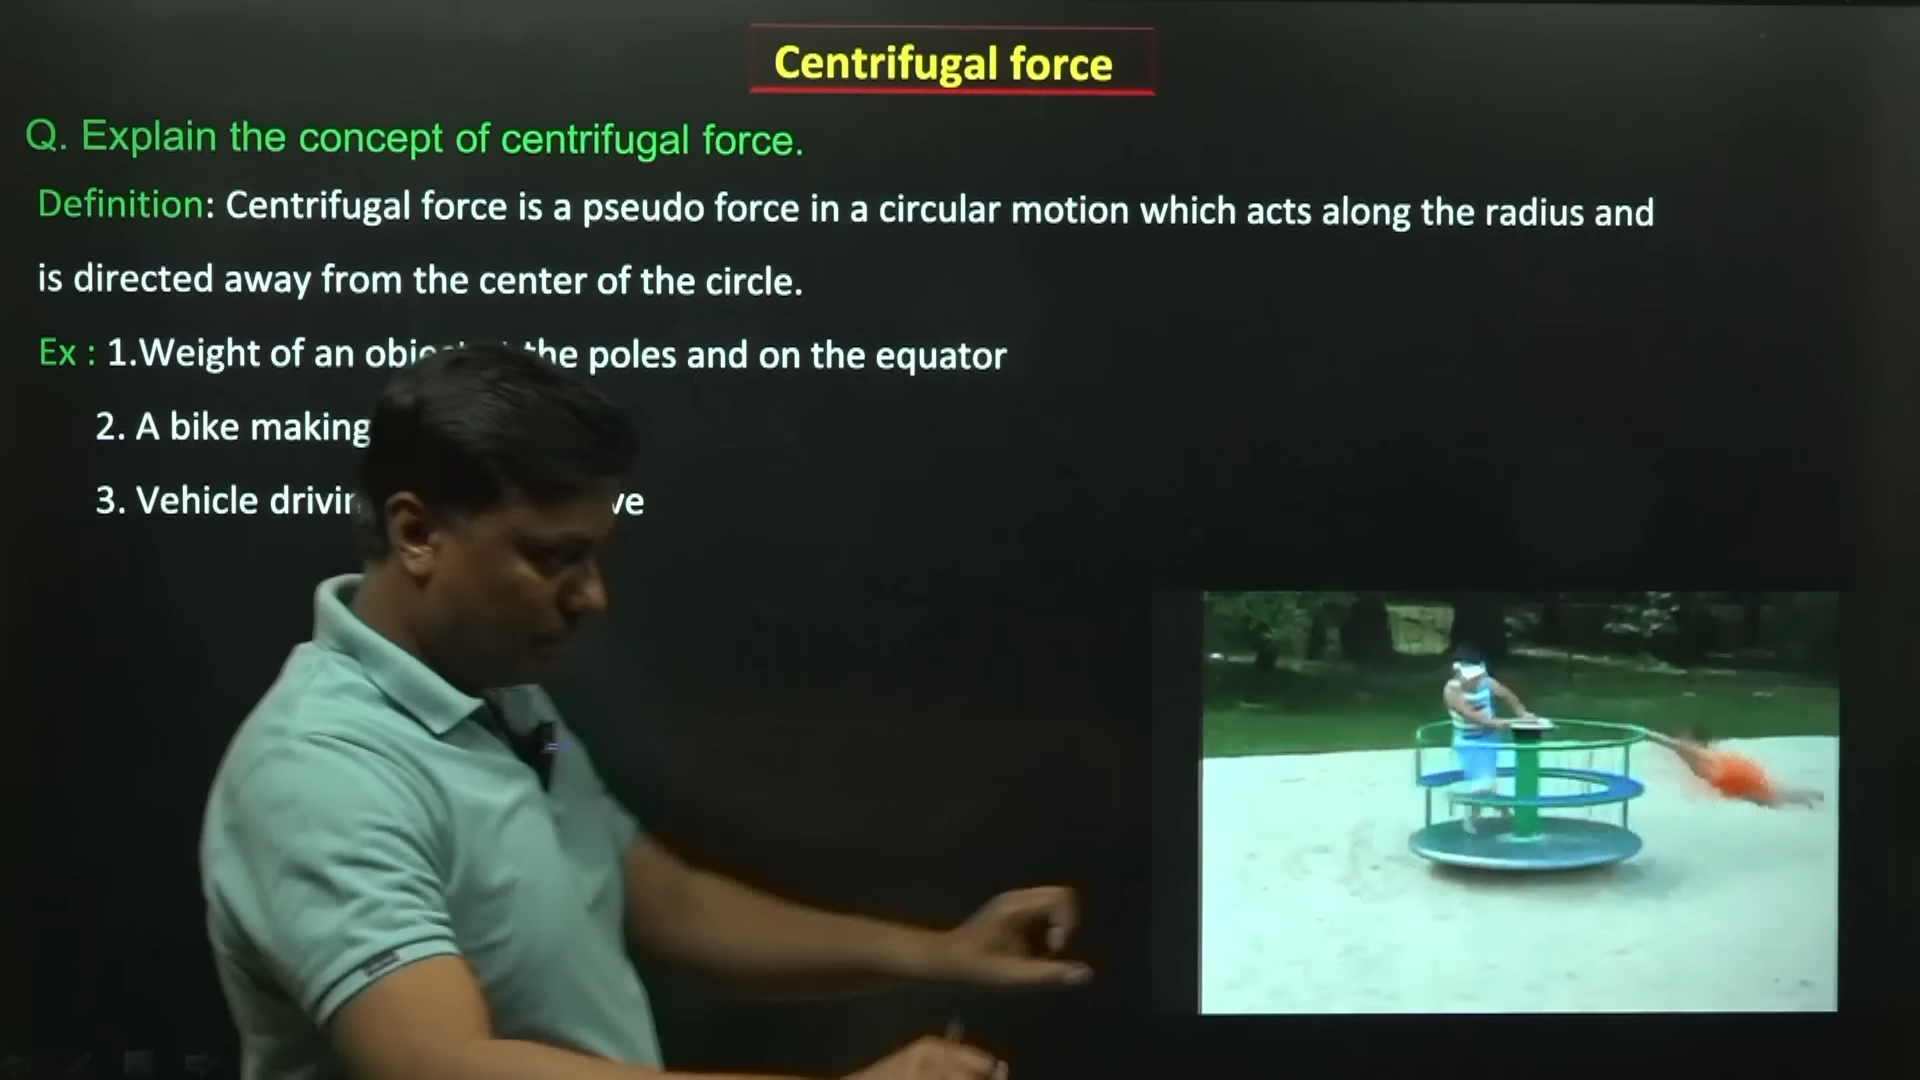 Centrifugal force
Q. Explain the concept of centrifugal force.
Definition: Centrifugal force is a pseudo force in a circular motion which acts along the radius and
is directed away from the center of the circle.
Ex : 1.Weight of an the poles and on the equator
2. A bike making
3. Vehicle